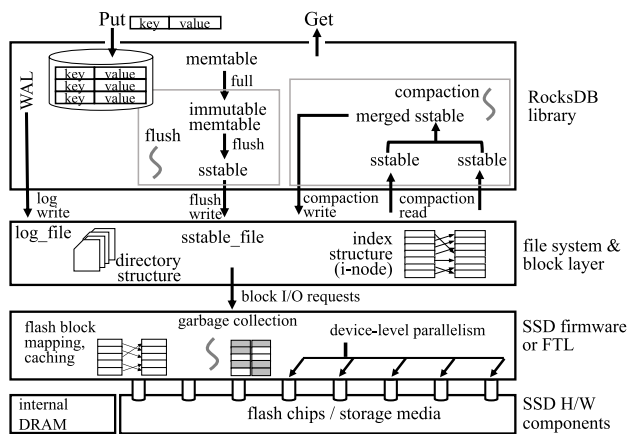 Put
key value
Get
WAL
key value
key value
key value
memtable
full
immutable
memtable
flush
flush
sstable
compaction
merged sstable
sstable
sstable
RocksDB
library
log
write
flush
write
compaction
write
compaction
read
log_file
directory
structure
sstable_file
index
structure
(i-node)
file system &
block layer
block I/O requests
flash block
mapping,
caching
garbage collection
device-level parallelism
SSD firmware
or FTL
internal
DRAM
flash chips / storage media
SSD H/W
components